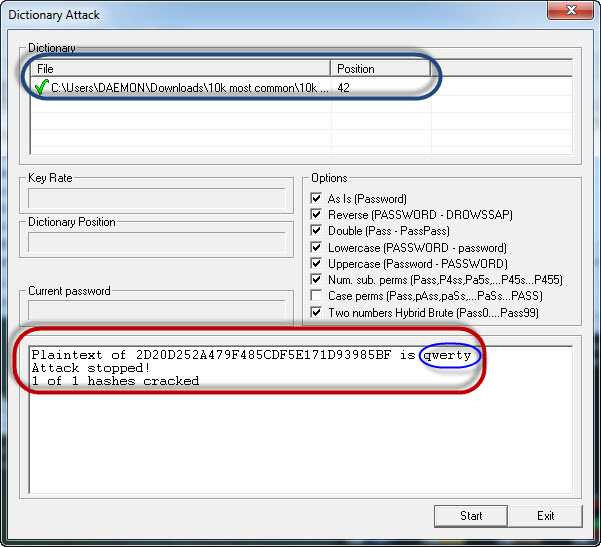 Dictionary Attack
Dictionary
File Position
C:\Users\DAEMON\Downloads\10k most common\10k ... 42
Key Rate
Dictionary Position
Current password
Options
As Is (Password)
Reverse (PASSWORD - DROWSSAP)
Double (Pass - PassPass)
Lowercase (PASSWORD - password)
Uppercase (Password - PASSWORD)
Num. sub. perms (Pass,P4ss,Pa5s,...P45s...P455)
Case perms (Pass,pAss,paSs,...PaSs...PASS)
Two numbers Hybrid Brute (Pass0....Pass99)
Plaintext of 2D20D252A479F485CDF5E171D93985BF is qwerty
Attack stopped!
1 of 1 hashes cracked
Start Exit